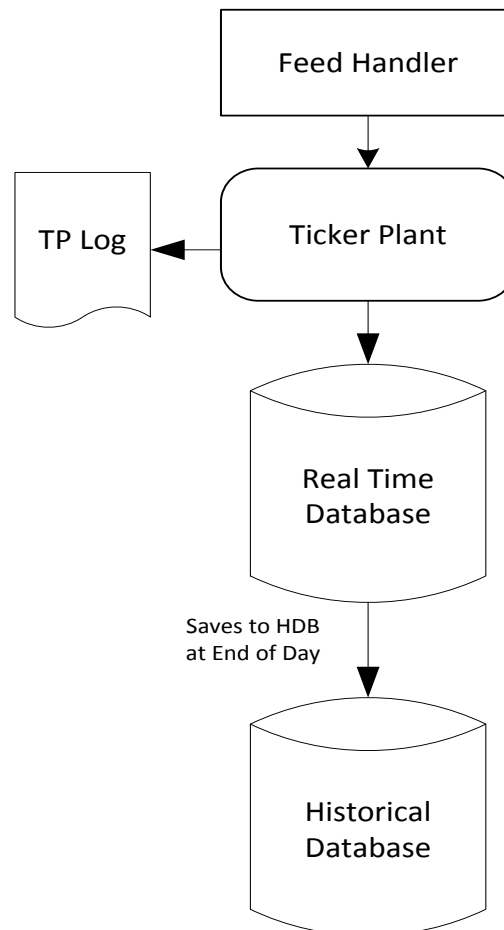 Feed Handler
TP Log
Ticker Plant
Real Time
Database
Saves to HDB
at End of Day
Historical
Database